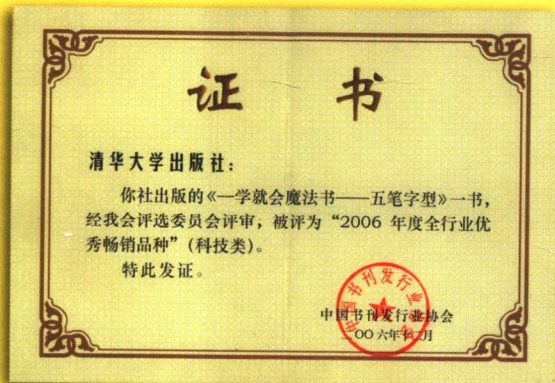 证 书
清华大学出版社：
你社出版的《一学就会魔法书——五笔字型》一书，
经我会评选委员会评审，被评为“2006 年度全行业优
秀畅销品种”(科技类)。
特此发证。
中国书刊发行业协会
二〇〇六年十二月